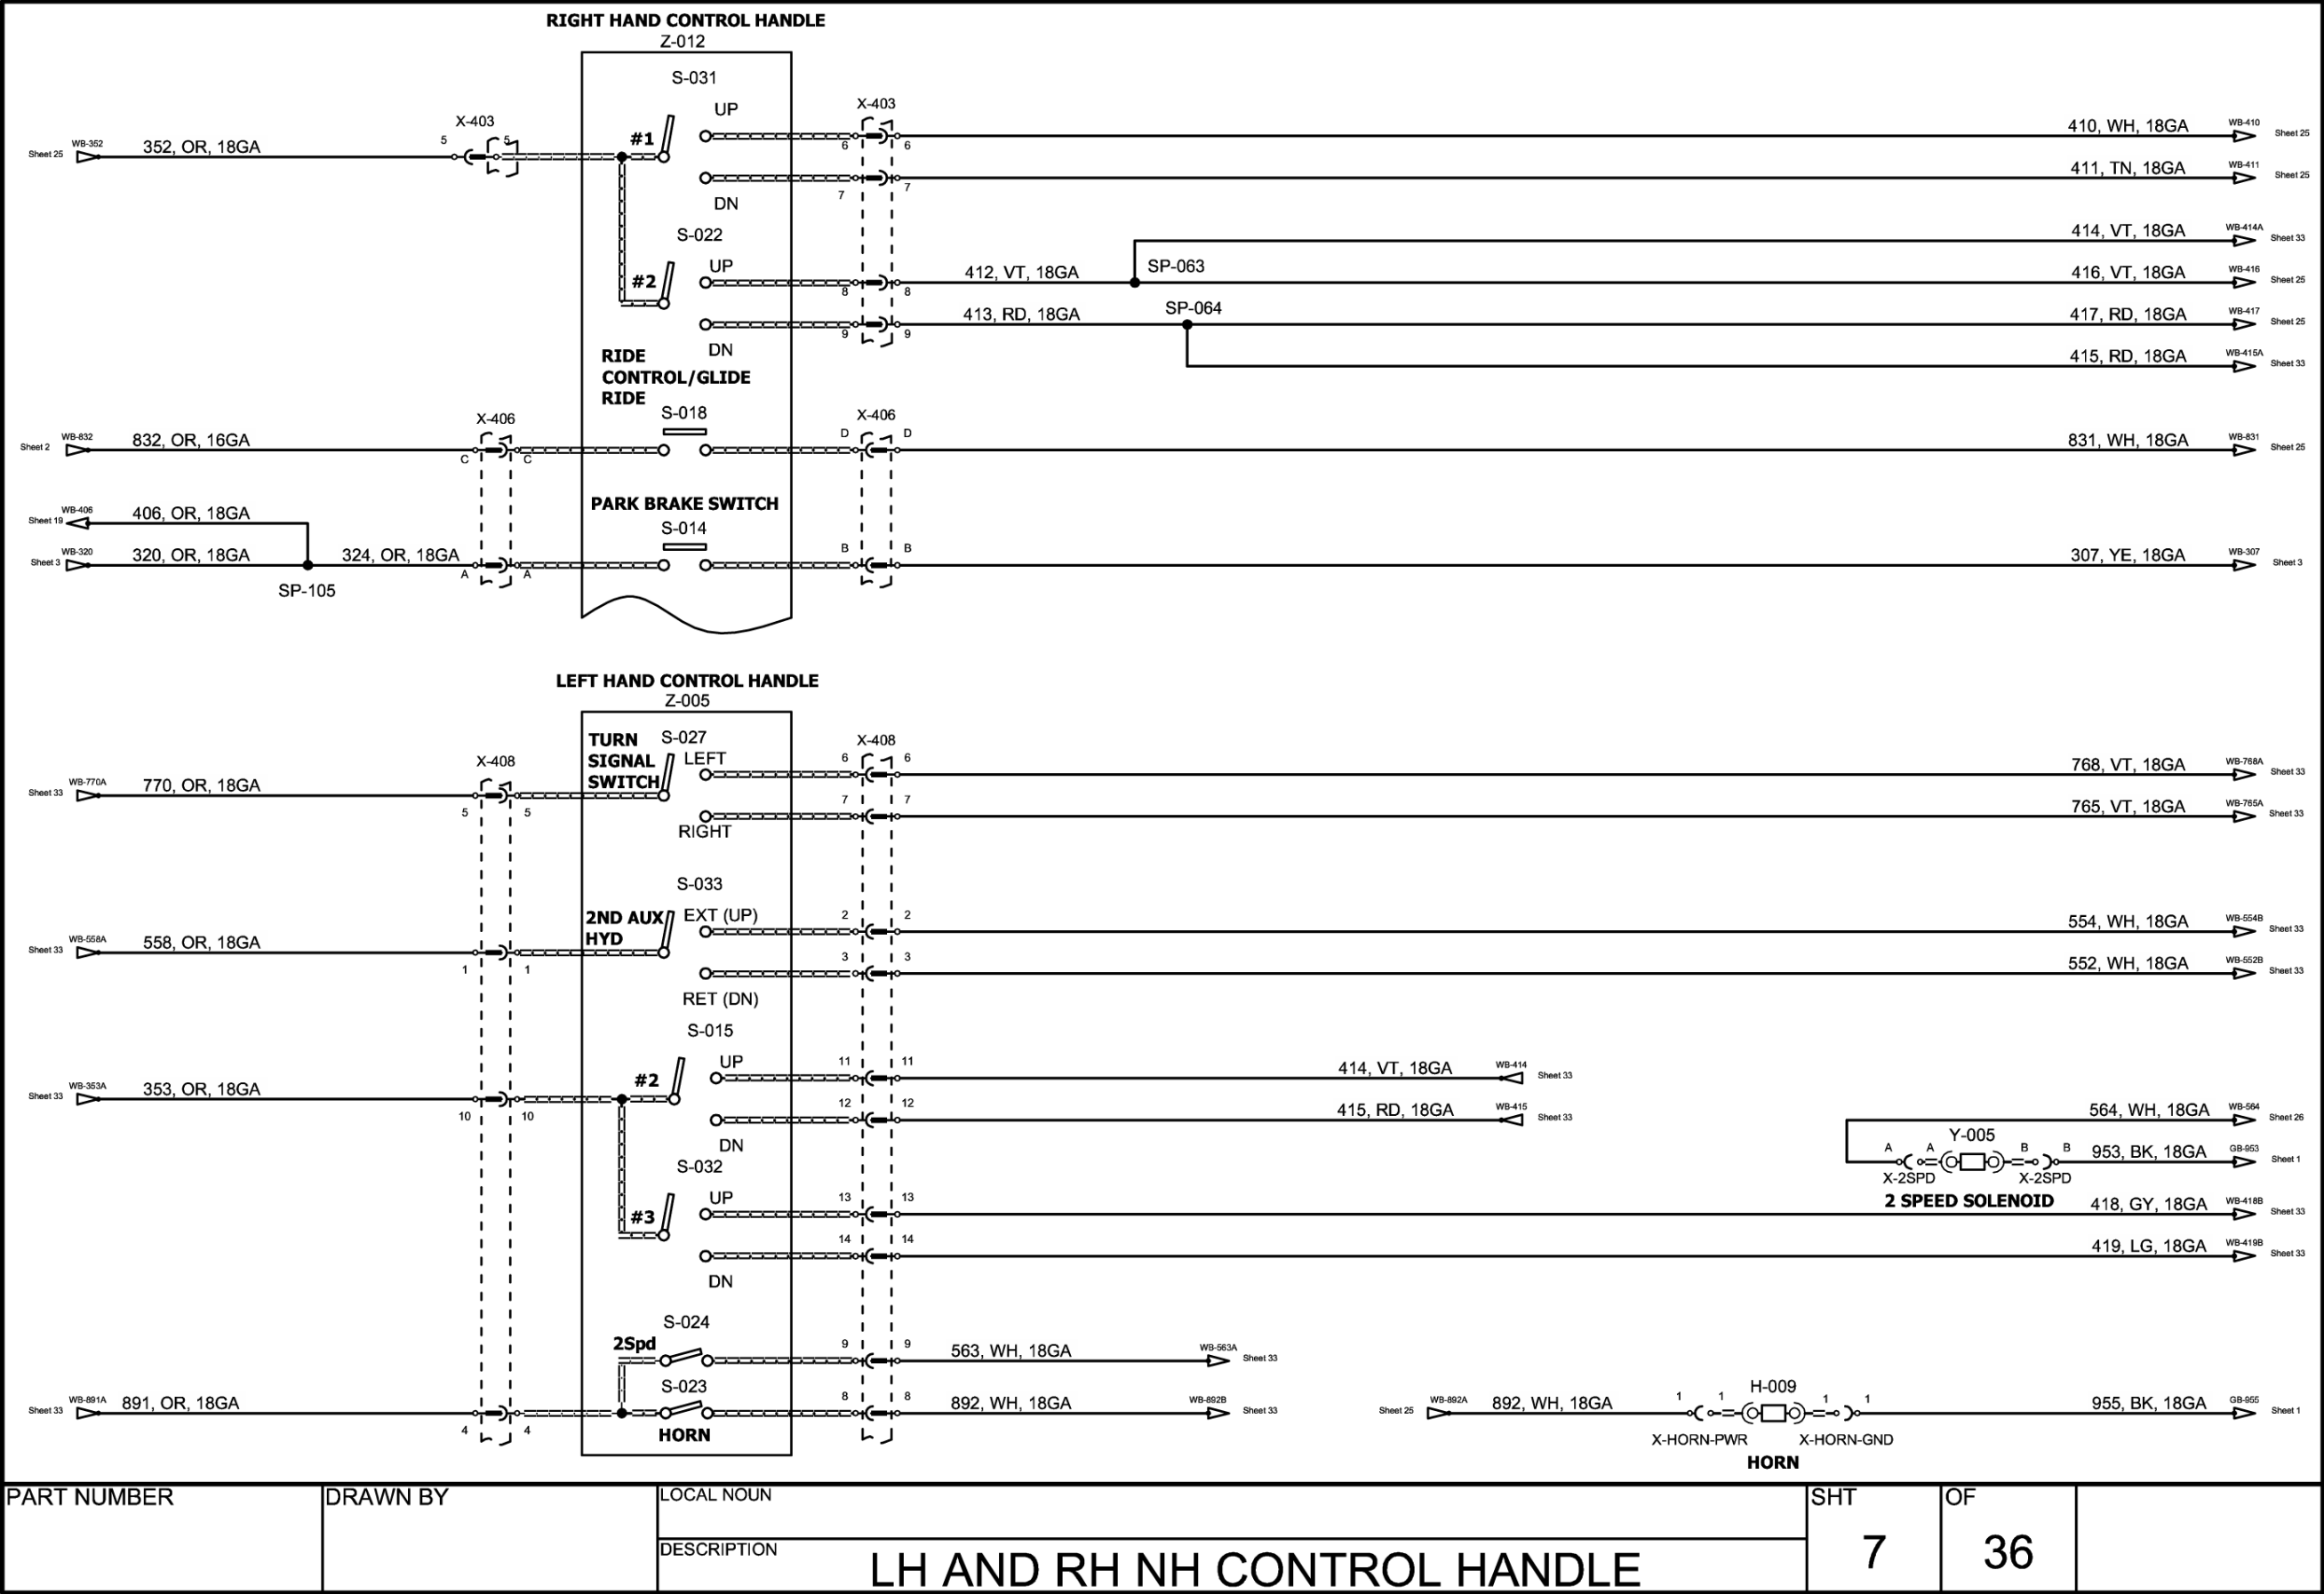 RIGHT HAND CONTROL HANDLE
Z-012
S-031
UP
X-403
X-403
5
5
#1
6
6
410, WH, 18GA
WB-410
Sheet 25
Sheet 25
WB-352
352, OR, 18GA
411, TN, 18GA
WB-411
Sheet 25
7
7
DN
S-022
414, VT, 18GA
WB-414A
Sheet 33
UP
#2
8
8
412, VT, 18GA
SP-063
416, VT, 18GA
WB-416
Sheet 25
413, RD, 18GA
SP-064
417, RD, 18GA
WB-417
Sheet 25
9
9
DN
415, RD, 18GA
WB-415A
Sheet 33
RIDE
CONTROL/GLIDE
RIDE
S-018
X-406
X-406
Sheet 2
WB-832
832, OR, 16GA
C
C
D
D
831, WH, 18GA
WB-831
Sheet 25
PARK BRAKE SWITCH
S-014
Sheet 19
WB-406
406, OR, 18GA
Sheet 3
WB-320
320, OR, 18GA
324, OR, 18GA
A
A
B
B
307, YE, 18GA
WB-307
Sheet 3
SP-105
LEFT HAND CONTROL HANDLE
Z-005
TURN
SIGNAL
SWITCH
S-027
LEFT
X-408
X-408
6
6
768, VT, 18GA
WB-768A
Sheet 33
Sheet 33
WB-770A
770, OR, 18GA
5
5
7
7
765, VT, 18GA
WB-765A
Sheet 33
RIGHT
S-033
2ND AUX
HYD
EXT (UP)
2
2
554, WH, 18GA
WB-554B
Sheet 33
Sheet 33
WB-558A
558, OR, 18GA
1
1
3
3
552, WH, 18GA
WB-552B
Sheet 33
RET (DN)
S-015
UP
#2
11
11
414, VT, 18GA
WB-414
Sheet 33
Sheet 33
WB-353A
353, OR, 18GA
10
10
12
12
415, RD, 18GA
WB-415
Sheet 33
564, WH, 18GA
WB-564
Sheet 26
DN
Y-005
A
A
B
B
953, BK, 18GA
GB-953
Sheet 1
X-2SPD
X-2SPD
2 SPEED SOLENOID
S-032
UP
#3
13
13
418, GY, 18GA
WB-418B
Sheet 33
14
14
419, LG, 18GA
WB-419B
Sheet 33
DN
S-024
2Spd
9
9
563, WH, 18GA
WB-563A
Sheet 33
S-023
Sheet 33
WB-891A
891, OR, 18GA
4
4
8
8
892, WH, 18GA
WB-892B
Sheet 33
HORN
Sheet 25
WB-892A
892, WH, 18GA
1
1
H-009
1
1
955, BK, 18GA
GB-955
Sheet 1
X-HORN-PWR
X-HORN-GND
HORN
PART NUMBER
DRAWN BY
LOCAL NOUN
SHT
OF
7
36
DESCRIPTION
LH AND RH NH CONTROL HANDLE